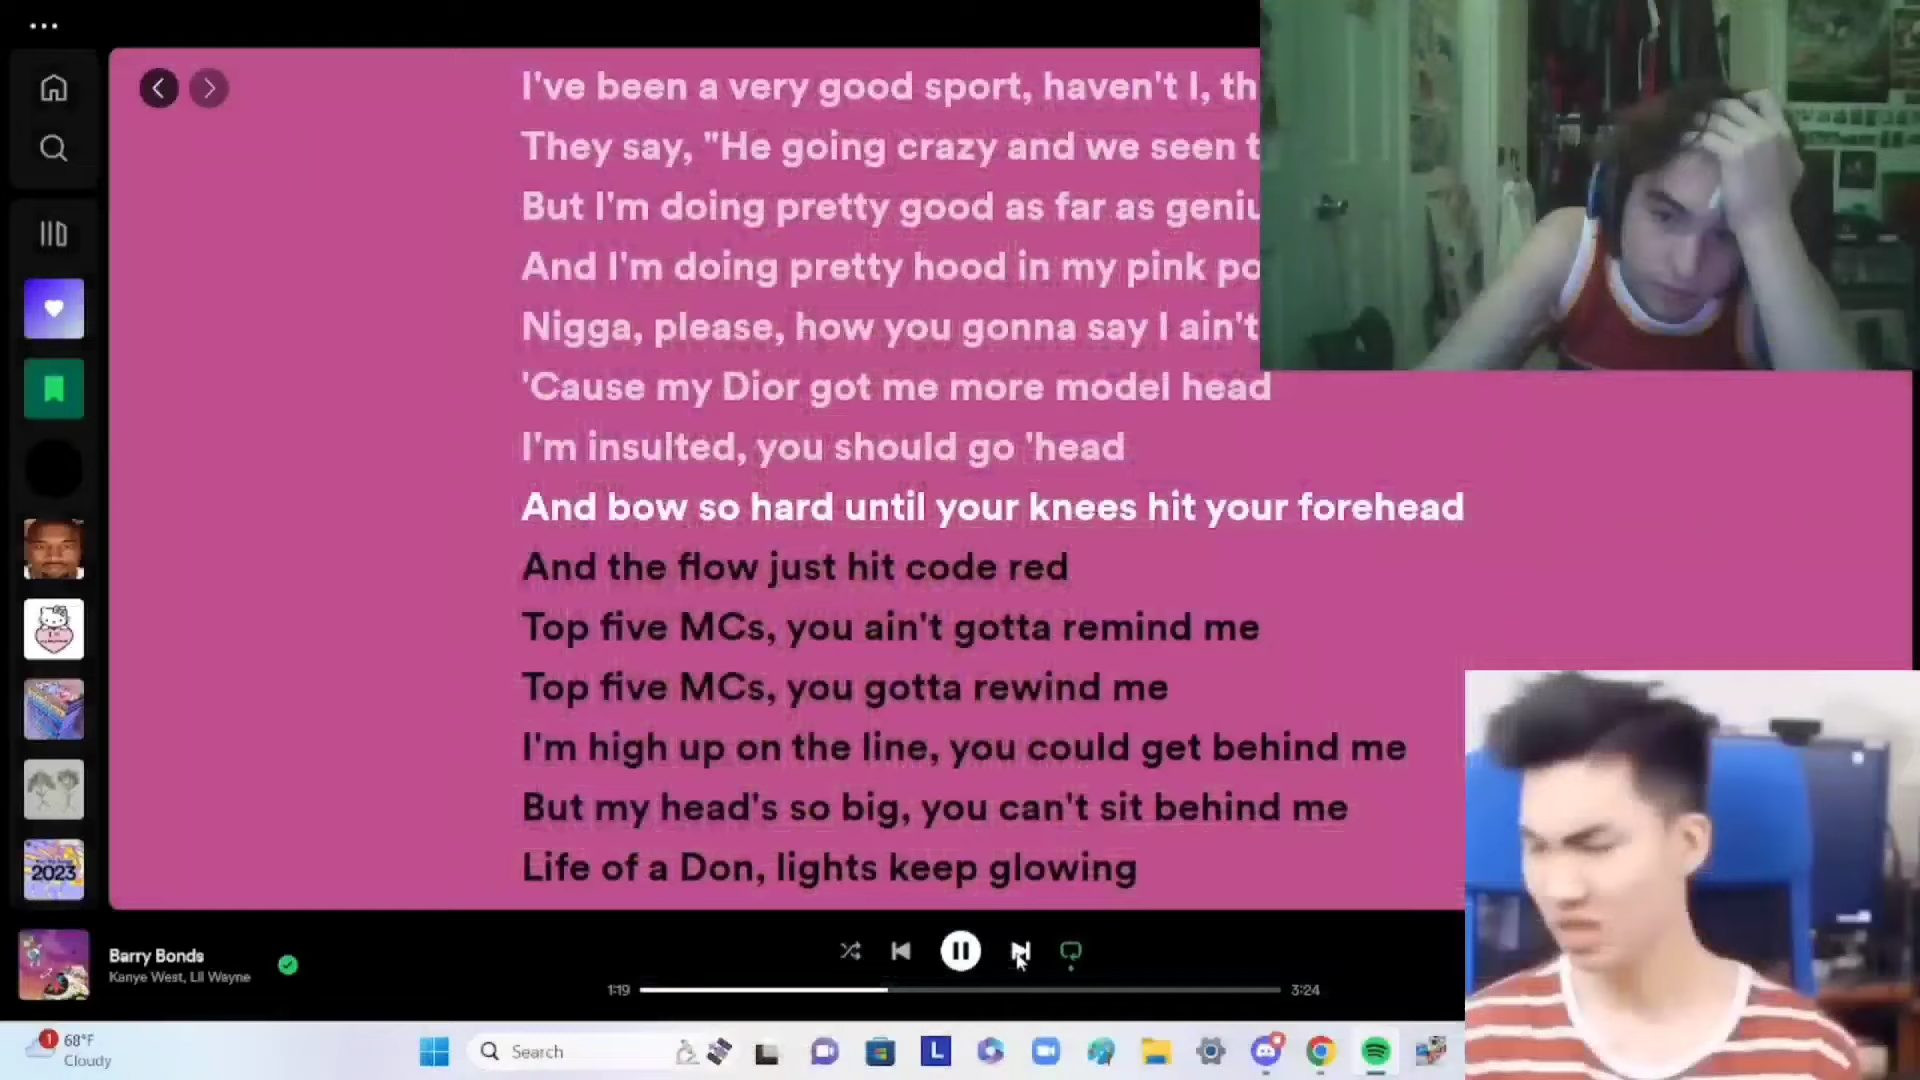 I've been a very good sport, haven't I, th
They say, "He going crazy and we seen t
But I'm doing pretty good as far as geniu
And I'm doing pretty hood in my pink po
Nigga, please, how you gonna say I ain't
'Cause my Dior got me more model head
I'm insulted, you should go 'head
And bow so hard until your knees hit your forehead
And the flow just hit code red
Top five MCs, you ain't gotta remind me
Top five MCs, you gotta rewind me
I'm high up on the line, you could get behind me
But my head's so big, you can't sit behind me
Life of a Don, lights keep glowing
2023
Barry Bonds
Kanye West, Lil Wayne
1:19
3:24
1
68°F
Cloudy
Search
L